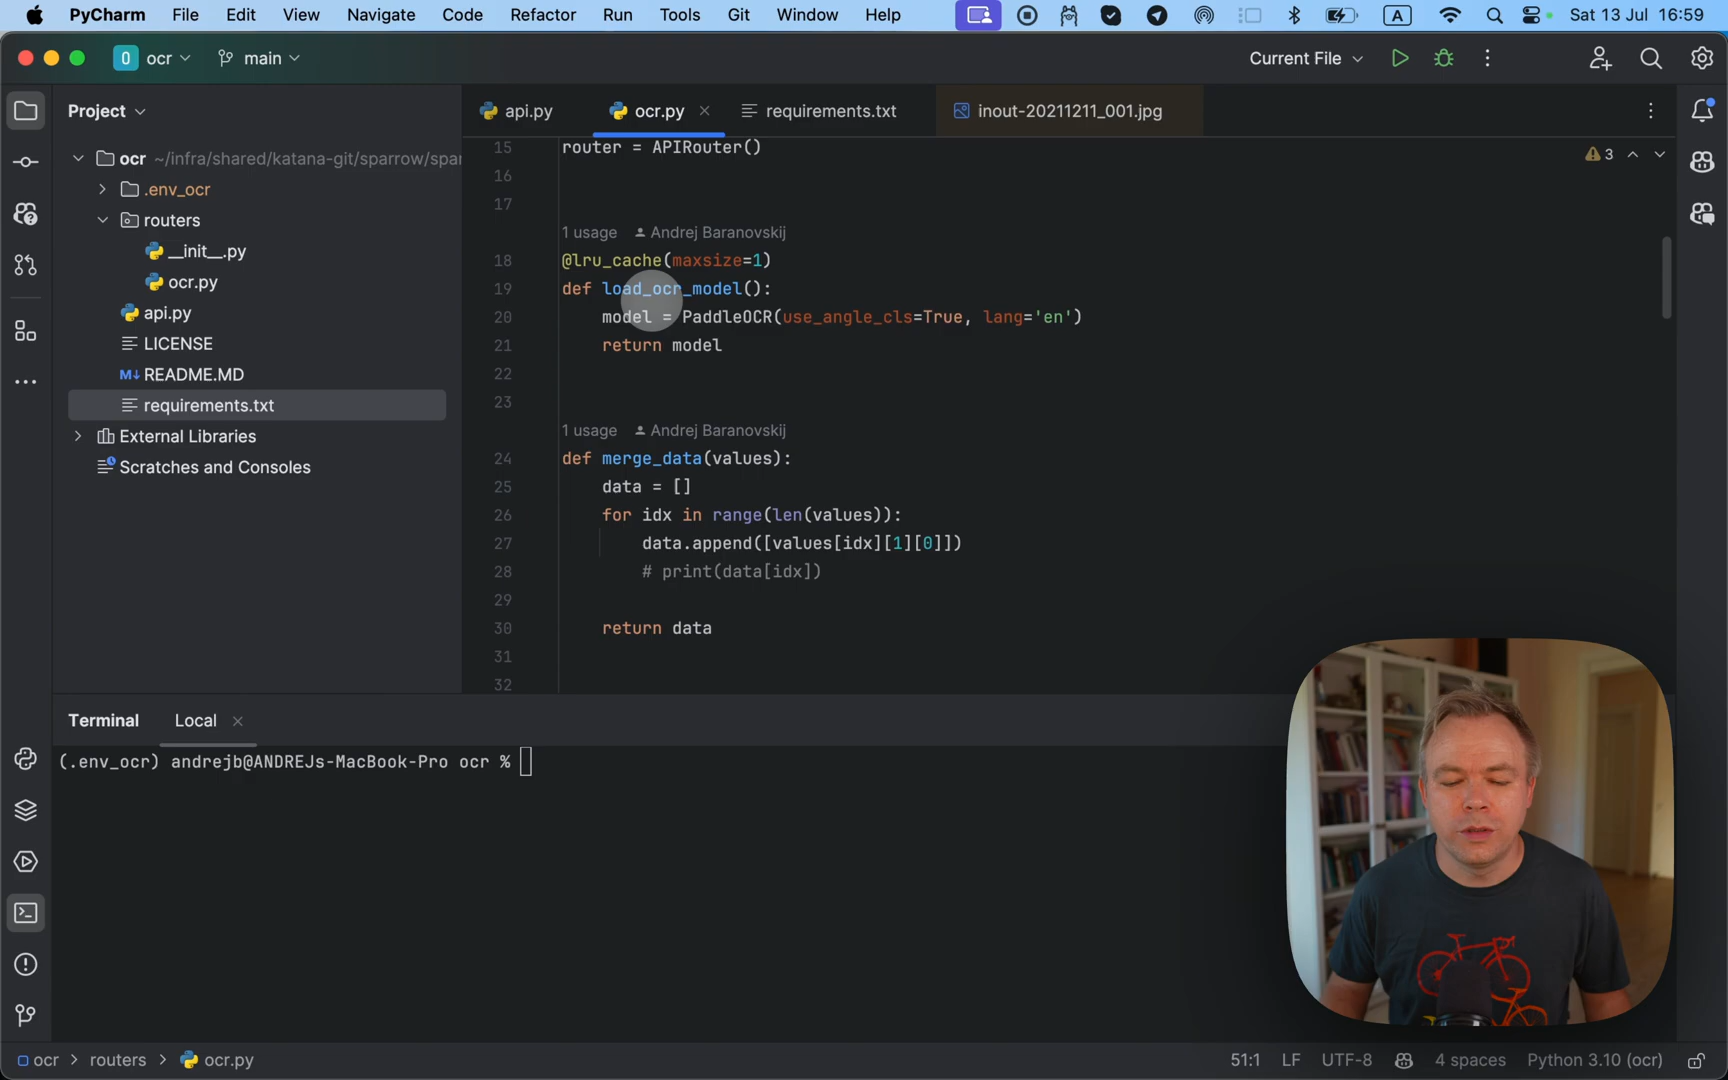 PyCharm File Edit View Navigate Code Refactor Run Tools Git Window Help A Sat 13 Jul 16:59
O ocr main Current File
Project
api.py ocr.py requirements.txt inout-20211211_001.jpg
ocr ~/infra/shared/katana-git/sparrow/spar
.env_ocr
routers
__init__.py
ocr.py
api.py
LICENSE
M↓ README.MD
requirements.txt
External Libraries
Scratches and Consoles
15 router = APIRouter()
3
16
17
1 usage Andrej Baranovskij
18 @lru_cache(maxsize=1)
19 def load_ocr_model():
20 model = PaddleOCR(use_angle_cls=True, lang='en')
21 return model
22
23
1 usage Andrej Baranovskij
24 def merge_data(values):
25 data = []
26 for idx in range(len(values)):
27 data.append([values[idx][1][0]])
28 # print(data[idx])
29
30 return data
31
32
Terminal Local
(.env_ocr) andrejb@ANDREJs-MacBook-Pro ocr %
ocr > routers > ocr.py 51:1 LF UTF-8 4 spaces Python 3.10 (ocr)